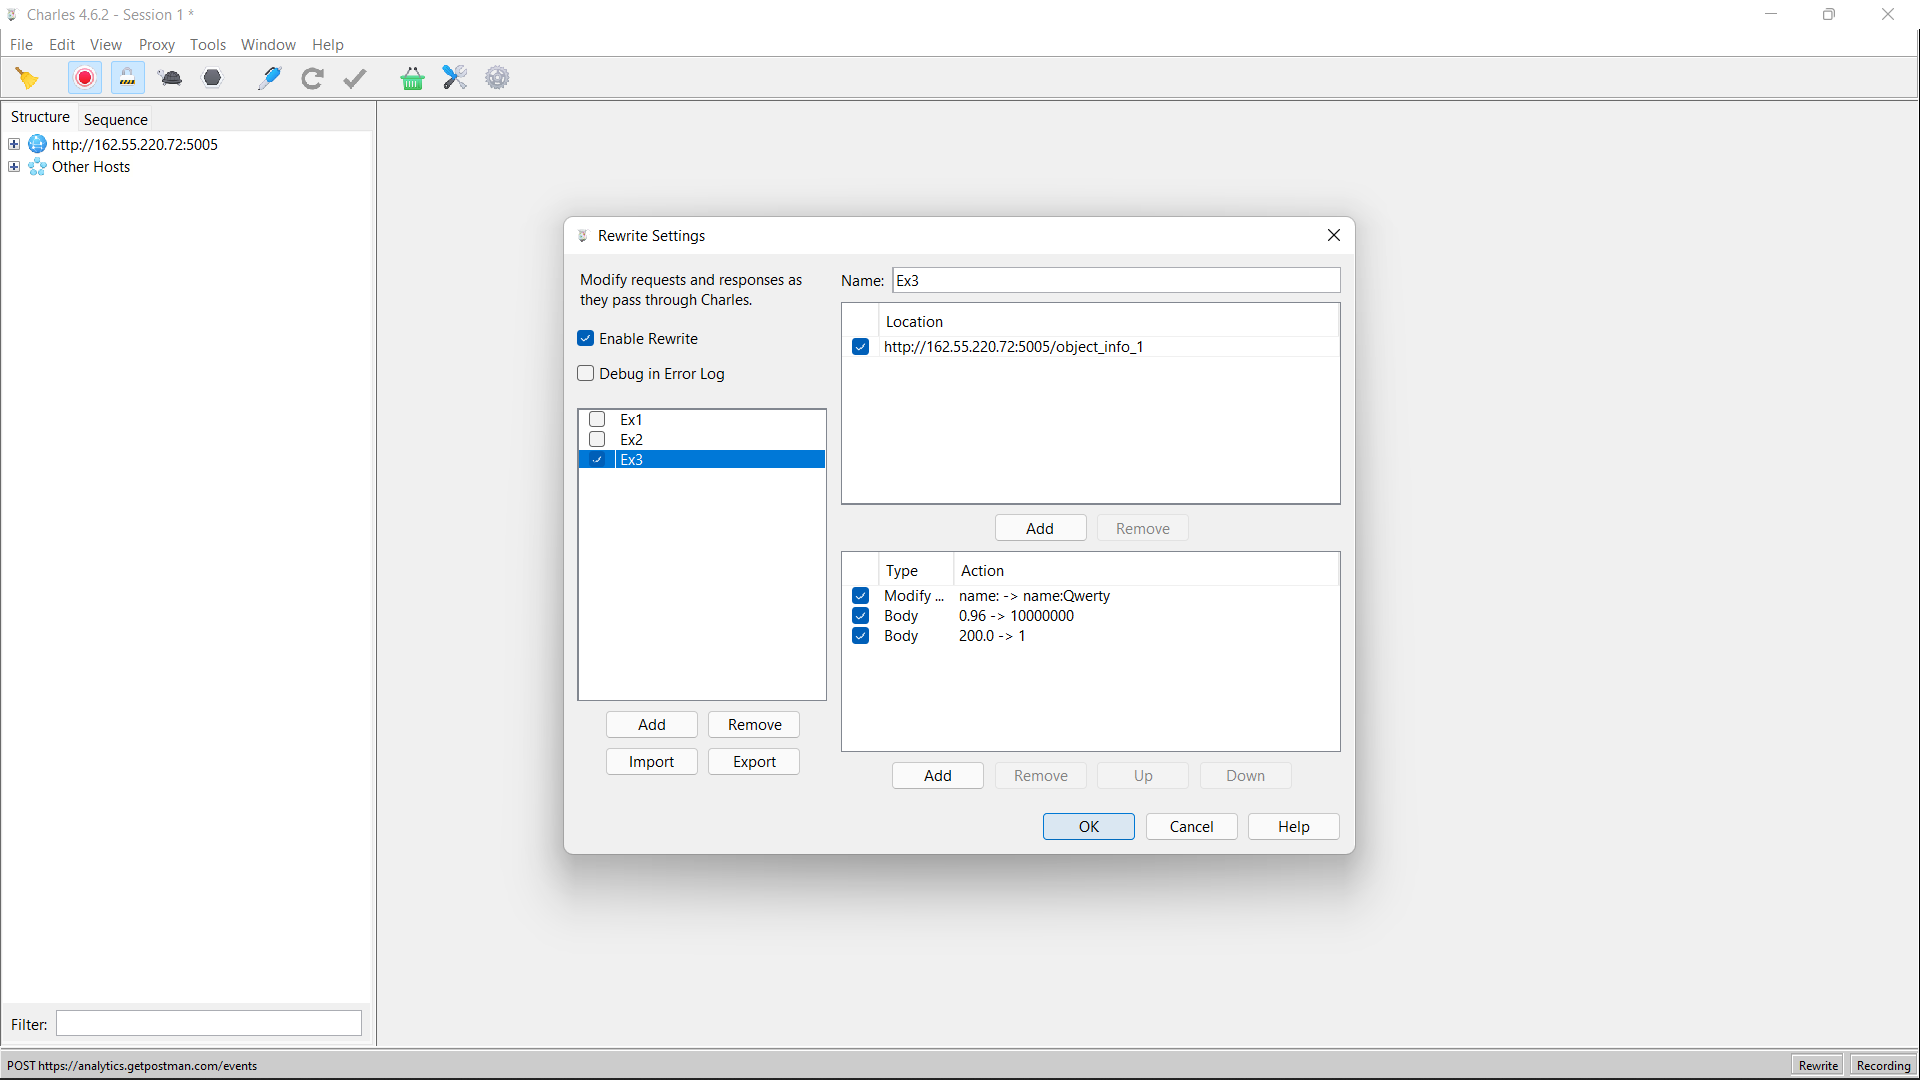 Charles 4.6.2 - Session 1 *
File Edit View Proxy Tools Window Help
Structure Sequence
http://162.55.220.72:5005
Other Hosts
Rewrite Settings
Modify requests and responses as
they pass through Charles.
Enable Rewrite
Debug in Error Log
Ex1
Ex2
Ex3
Add Remove
Import Export
Name: Ex3
Location
http://162.55.220.72:5005/object_info_1
Add Remove
Type Action
Modify ... name: -> name:Qwerty
Body 0.96 -> 10000000
Body 200.0 -> 1
Add Remove Up Down
OK Cancel Help
Filter:
POST https://analytics.getpostman.com/events
Rewrite Recording